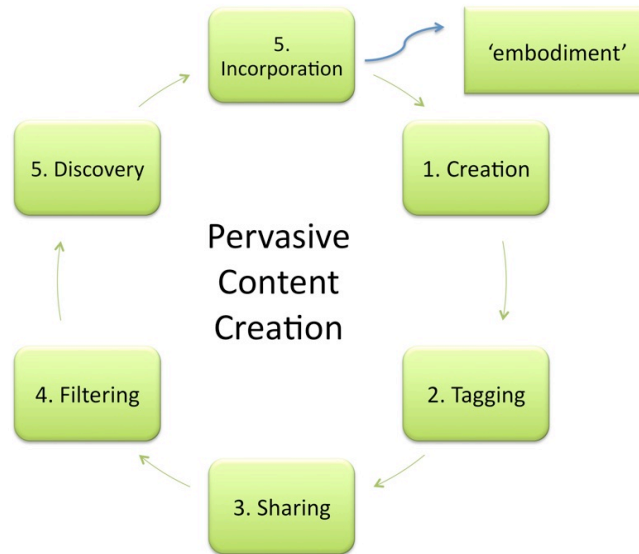 5.
Incorporation
‘embodiment’
1. Creation
2. Tagging
3. Sharing
4. Filtering
5. Discovery
Pervasive
Content
Creation